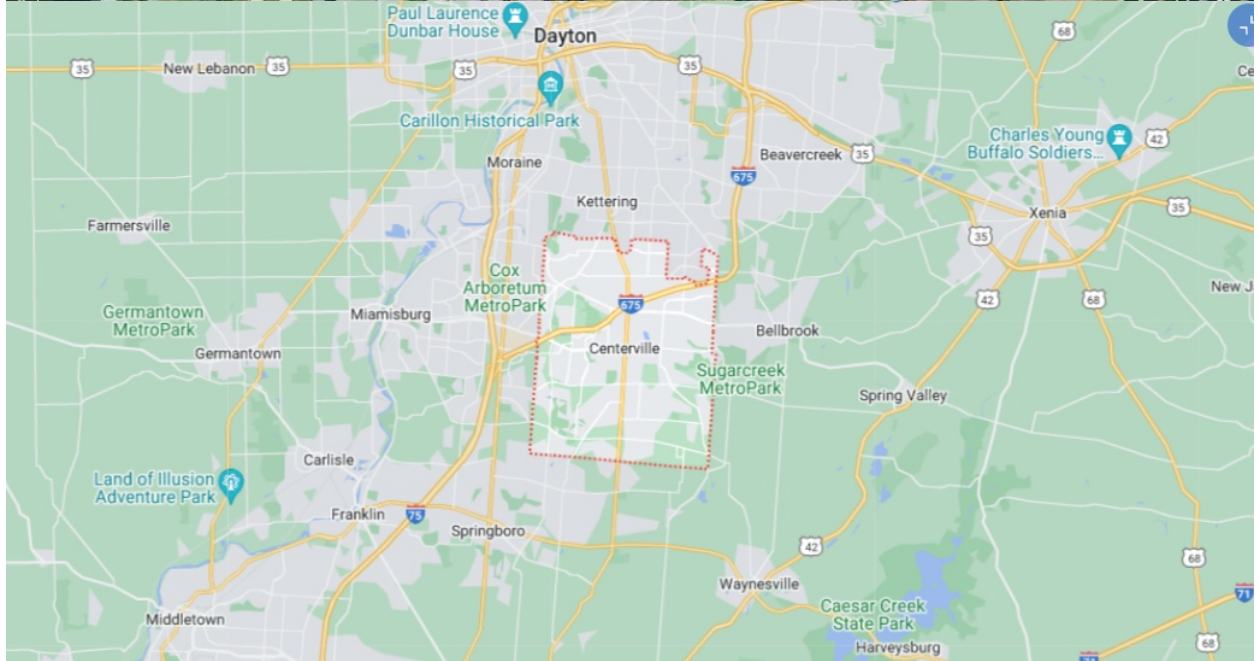 Paul Laurence
Dunbar House
Dayton
68
35
New Lebanon
35
35
35
Ce
Carillon Historical Park
Charles Young
Buffalo Soldiers...
42
Moraine
Beavercreek
35
675
Kettering
Xenia
35
Farmersville
35
Cox
Arboretum
MetroPark
New J
675
42
68
Germantown
MetroPark
Miamisburg
Bellbrook
Germantown
Centerville
Sugarcreek
MetroPark
Spring Valley
Carlisle
Land of Illusion
Adventure Park
Franklin
75
Springboro
42
68
Waynesville
71
Caesar Creek
State Park
Middletown
68
Harveysburg
71